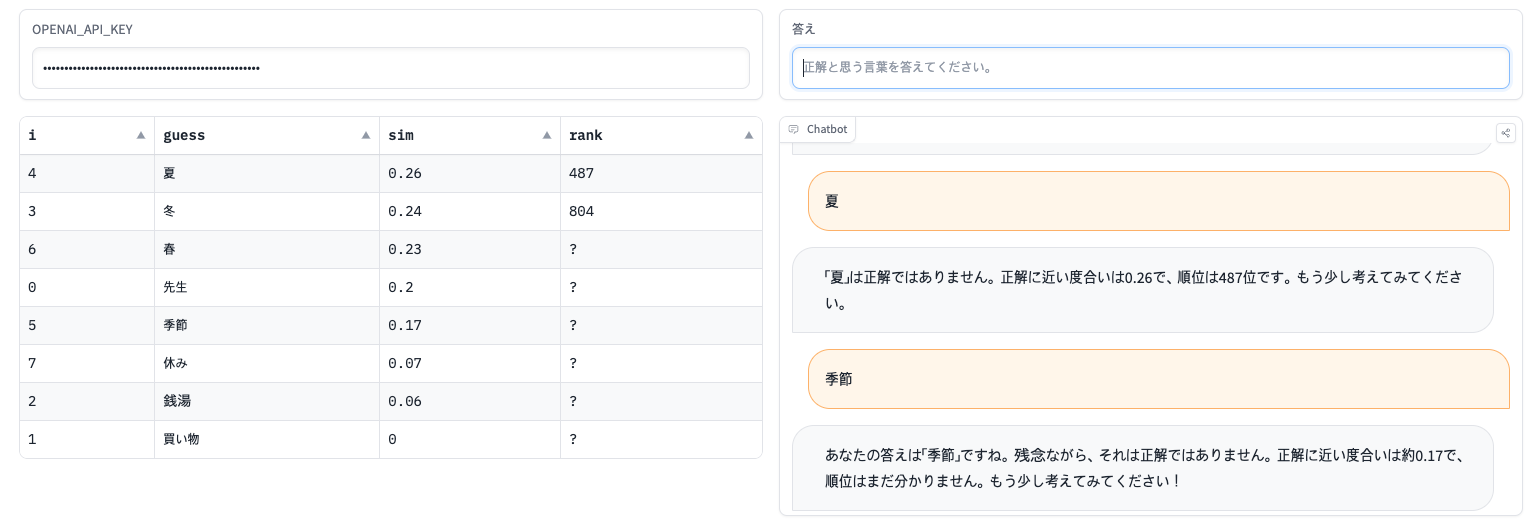 OPENAI_API_KEY
••••••••••••••••••••••••••••••••••••••••••••••••••••
i guess sim rank
4 夏 0.26 487
3 冬 0.24 804
6 春 0.23 ?
0 先生 0.2 ?
5 季節 0.17 ?
7 休み 0.07 ?
2 銭湯 0.06 ?
1 買い物 0 ?
答え
正解と思う言葉を答えてください。
Chatbot
夏
「夏」は正解ではありません。正解に近い度合いは0.26で、順位は487位です。もう少し考えてみてくださ
い。
季節
あなたの答えは「季節」ですね。残念ながら、それは正解ではありません。正解に近い度合いは約0.17で、
順位はまだ分かりません。もう少し考えてみてください！